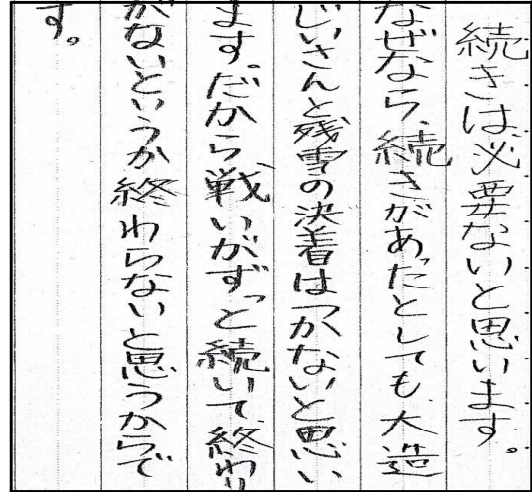 続きは、必要ないと思います。
なぜなら、続きがあったとしても、大造
じいさんと残雪の決着はつかないと思い
ます。だから戦いがずっと続いて、終わり
がないというか終わらないと思うからで
す。